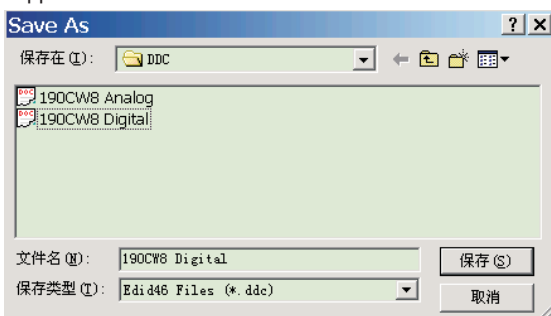 Save As
保存在(I): DDC
190CW8 Analog
190CW8 Digital
文件名(N): 190CW8 Digital 保存(S)
保存类型(T): Edid46 Files (*.ddc) 取消